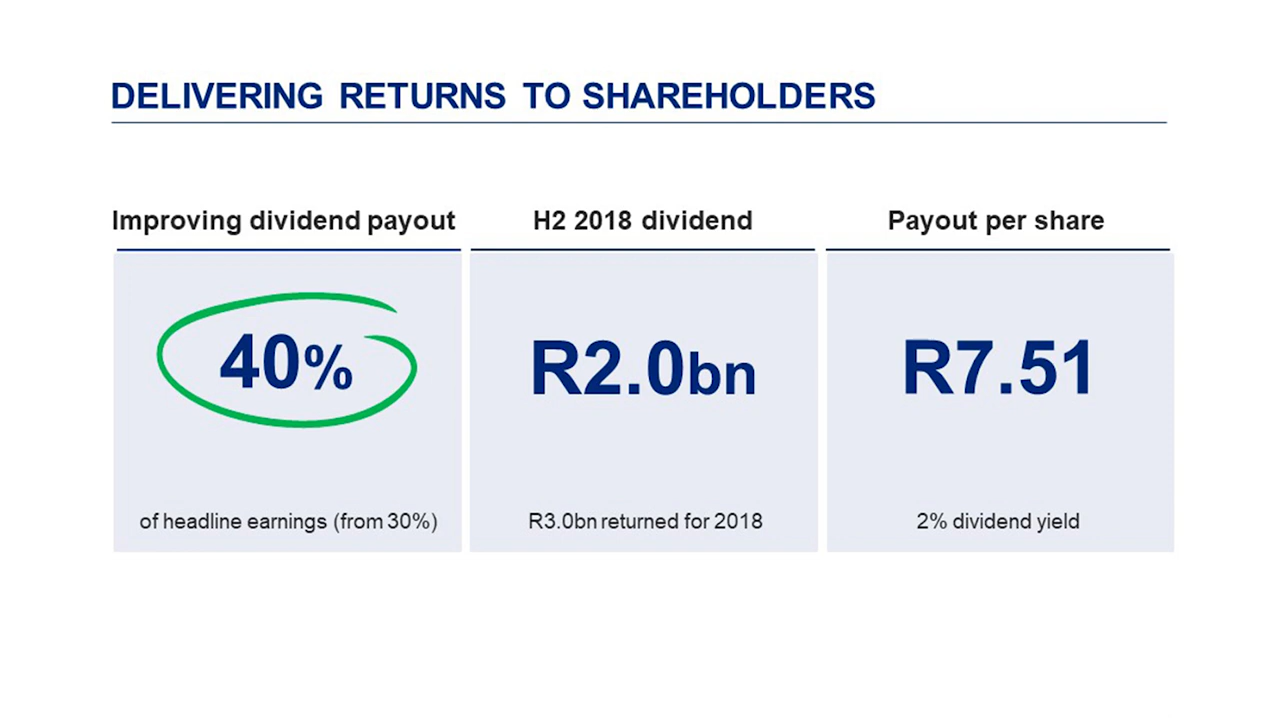 DELIVERING RETURNS TO SHAREHOLDERS
Improving dividend payout
40%
of headline earnings (from 30%)
H2 2018 dividend
R2.0bn
R3.0bn returned for 2018
Payout per share
R7.51
2% dividend yield